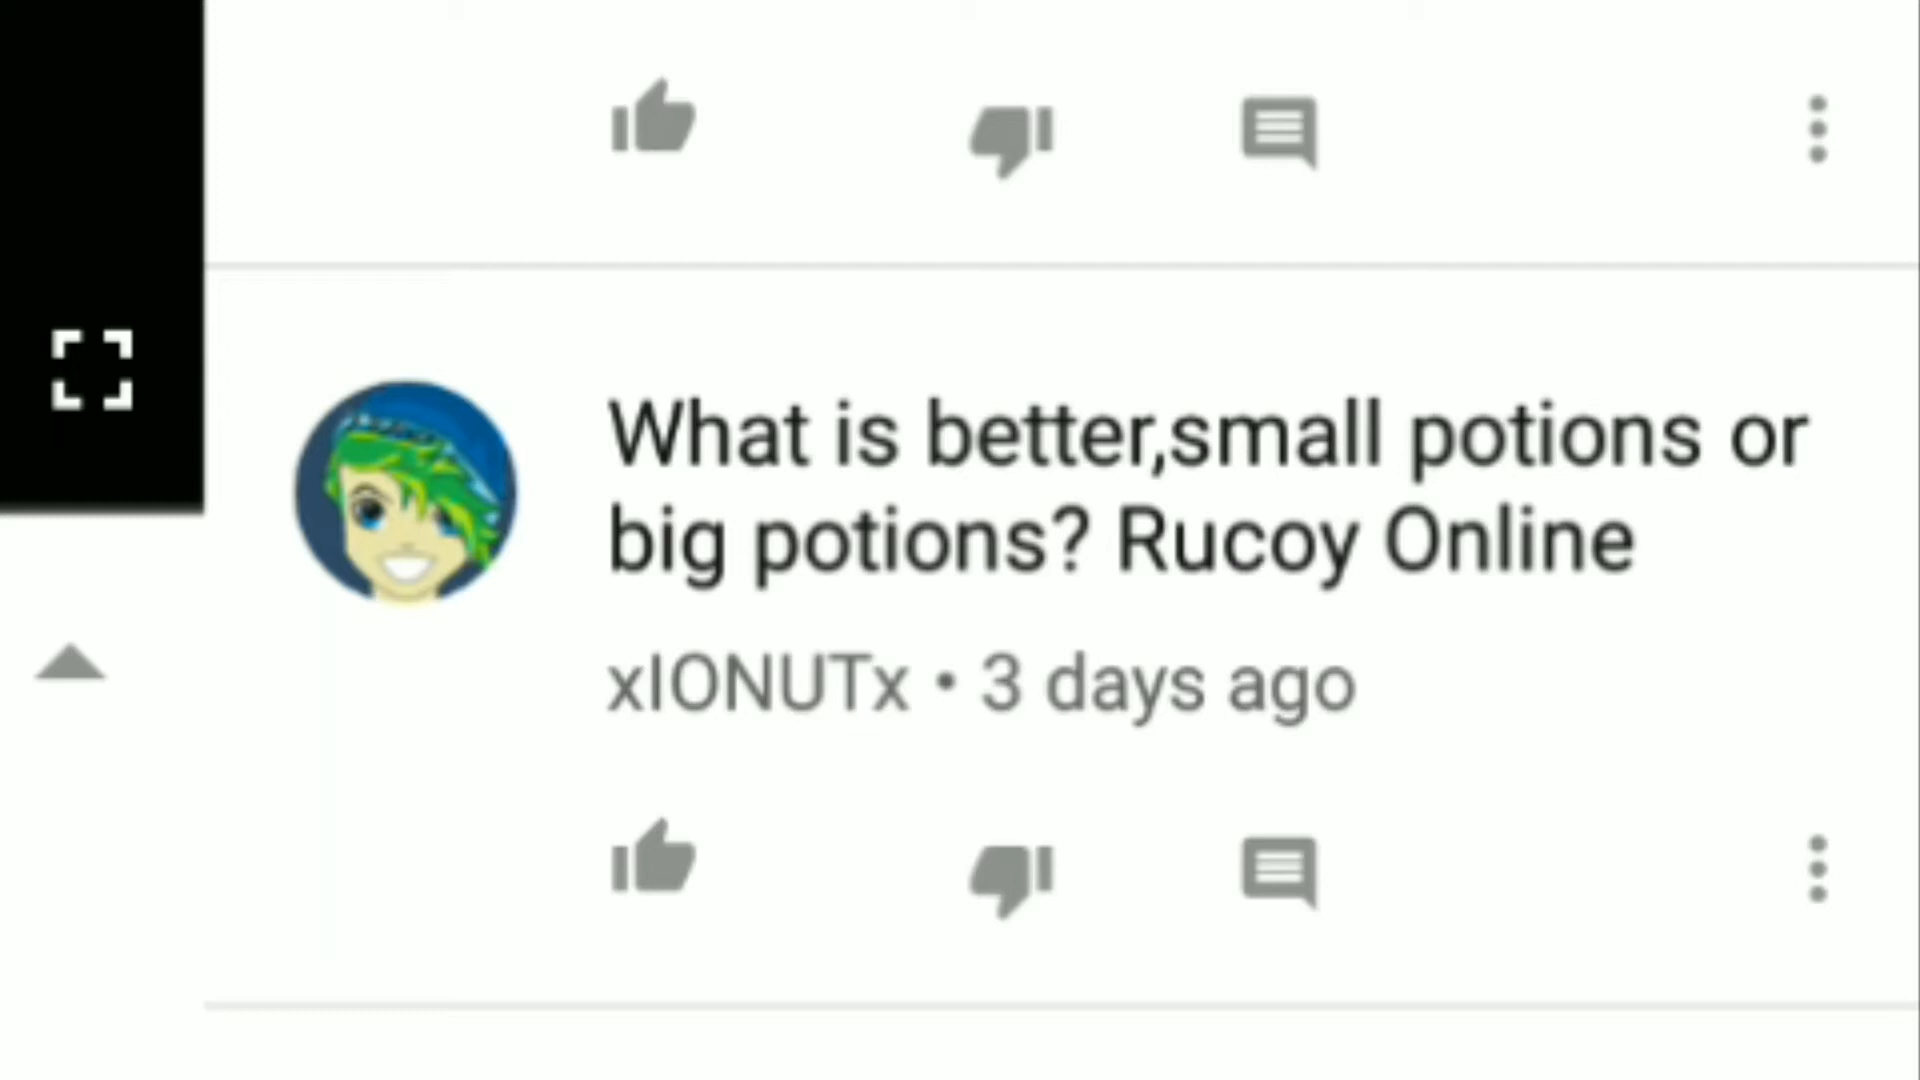 What is better,small potions or
big potions? Rucoy Online
xIONUTx • 3 days ago